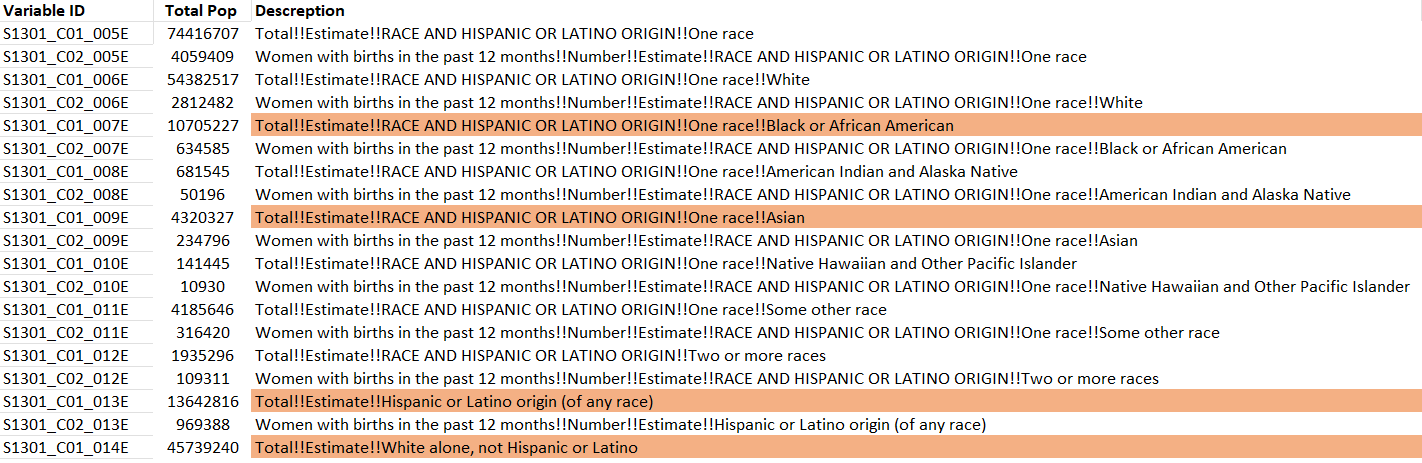 Variable ID Total Pop Descreption
S1301_C01_005E 74416707 Total!!Estimate!!RACE AND HISPANIC OR LATINO ORIGIN!!One race
S1301_C02_005E 4059409 Women with births in the past 12 months!!Number!!Estimate!!RACE AND HISPANIC OR LATINO ORIGIN!!One race
S1301_C01_006E 54382517 Total!!Estimate!!RACE AND HISPANIC OR LATINO ORIGIN!!One race!!White
S1301_C02_006E 2812482 Women with births in the past 12 months!!Number!!Estimate!!RACE AND HISPANIC OR LATINO ORIGIN!!One race!!White
S1301_C01_007E 10705227 Total!!Estimate!!RACE AND HISPANIC OR LATINO ORIGIN!!One race!!Black or African American
S1301_C02_007E 634585 Women with births in the past 12 months!!Number!!Estimate!!RACE AND HISPANIC OR LATINO ORIGIN!!One race!!Black or African American
S1301_C01_008E 681545 Total!!Estimate!!RACE AND HISPANIC OR LATINO ORIGIN!!One race!!American Indian and Alaska Native
S1301_C02_008E 50196 Women with births in the past 12 months!!Number!!Estimate!!RACE AND HISPANIC OR LATINO ORIGIN!!One race!!American Indian and Alaska Native
S1301_C01_009E 4320327 Total!!Estimate!!RACE AND HISPANIC OR LATINO ORIGIN!!One race!!Asian
S1301_C02_009E 234796 Women with births in the past 12 months!!Number!!Estimate!!RACE AND HISPANIC OR LATINO ORIGIN!!One race!!Asian
S1301_C01_010E 141445 Total!!Estimate!!RACE AND HISPANIC OR LATINO ORIGIN!!One race!!Native Hawaiian and Other Pacific Islander
S1301_C02_010E 10930 Women with births in the past 12 months!!Number!!Estimate!!RACE AND HISPANIC OR LATINO ORIGIN!!One race!!Native Hawaiian and Other Pacific Islander
S1301_C01_011E 4185646 Total!!Estimate!!RACE AND HISPANIC OR LATINO ORIGIN!!One race!!Some other race
S1301_C02_011E 316420 Women with births in the past 12 months!!Number!!Estimate!!RACE AND HISPANIC OR LATINO ORIGIN!!One race!!Some other race
S1301_C01_012E 1935296 Total!!Estimate!!RACE AND HISPANIC OR LATINO ORIGIN!!Two or more races
S1301_C02_012E 109311 Women with births in the past 12 months!!Number!!Estimate!!RACE AND HISPANIC OR LATINO ORIGIN!!Two or more races
S1301_C01_013E 13642816 Total!!Estimate!!Hispanic or Latino origin (of any race)
S1301_C02_013E 969388 Women with births in the past 12 months!!Number!!Estimate!!Hispanic or Latino origin (of any race)
S1301_C01_014E 45739240 Total!!Estimate!!White alone, not Hispanic or Latino